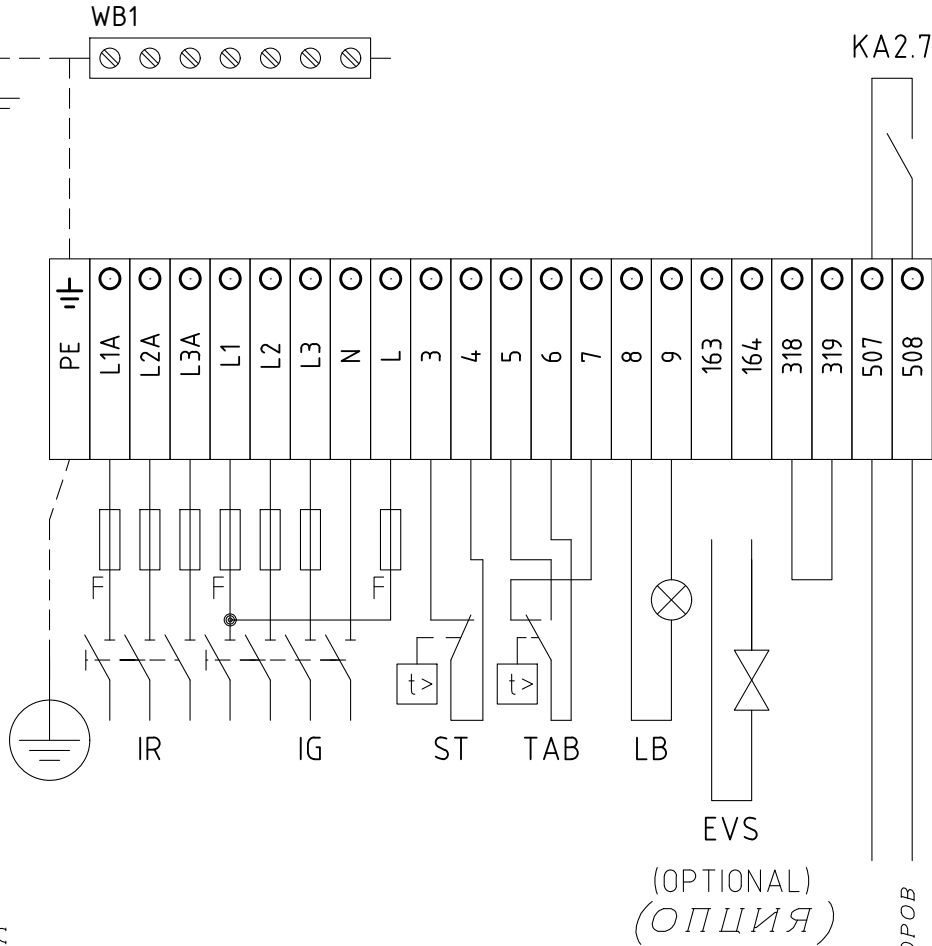 WB1
KA2.7
PE L1A L2A L3A L1 L2 L3 N L 3 4 5 6 7 8 9 163 164 318 319 507 508
F F F
t> t>
IR IG ST TAB LB
EVS
(OPTIONAL)
(ОПЦИЯ)